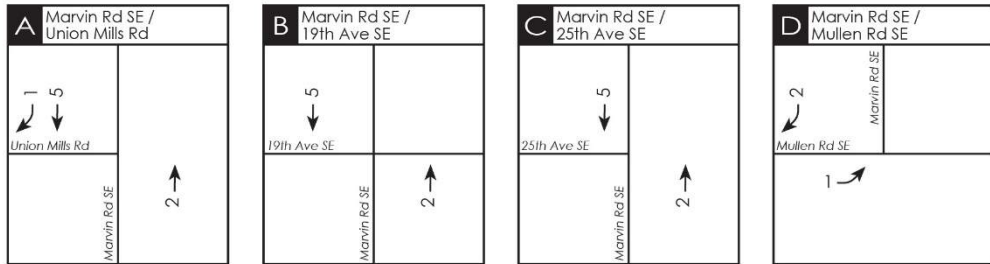 A Marvin Rd SE /
Union Mills Rd
1 5
Union Mills Rd
Marvin Rd SE
2
B Marvin Rd SE /
19th Ave SE
5
19th Ave SE
Marvin Rd SE
2
C Marvin Rd SE /
25th Ave SE
5
25th Ave SE
Marvin Rd SE
2
D Marvin Rd SE /
Mullen Rd SE
2
Marvin Rd SE
Mullen Rd SE
1